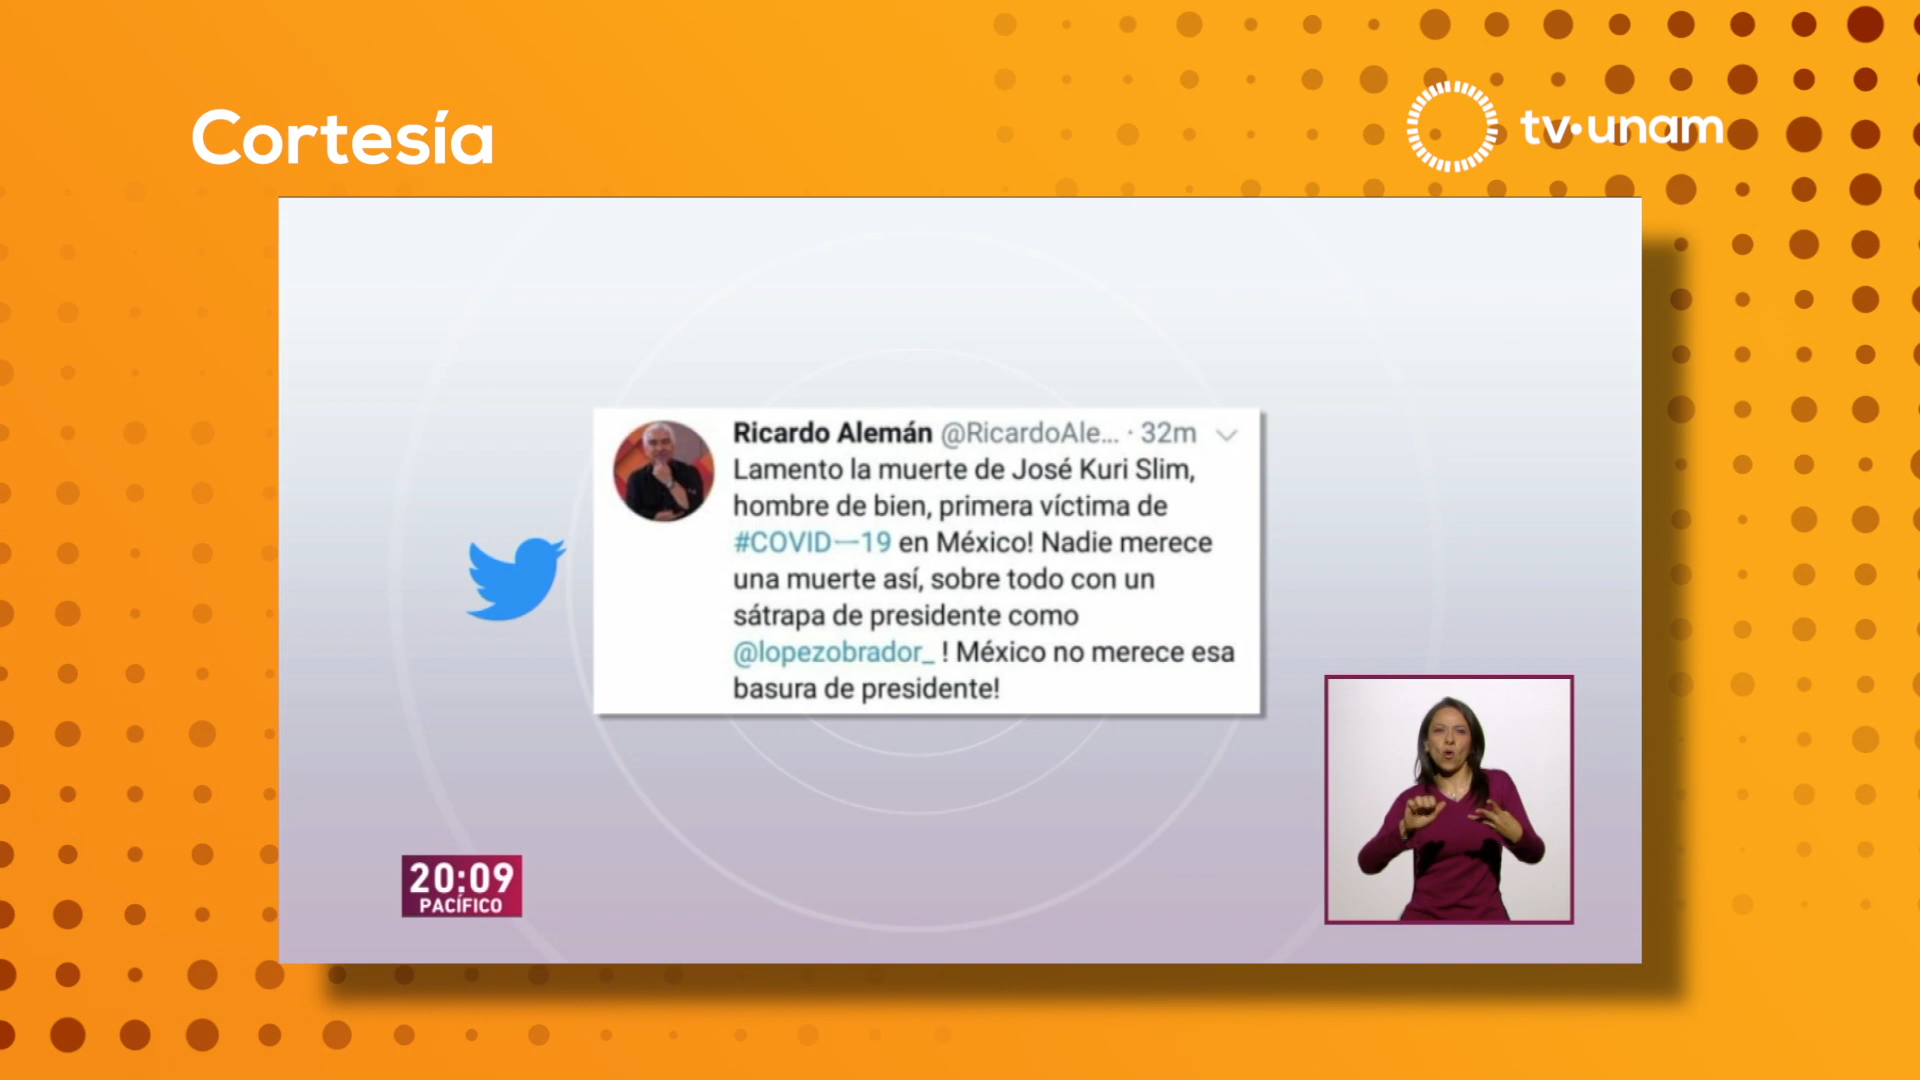 Cortesía
tv•unam
Ricardo Alemán @RicardoAle... · 32m
Lamento la muerte de José Kuri Slim,
hombre de bien, primera víctima de
#COVID—19 en México! Nadie merece
una muerte así, sobre todo con un
sátrapa de presidente como
@lopezobrador_ ! México no merece esa
basura de presidente!
20:09
PACÍFICO